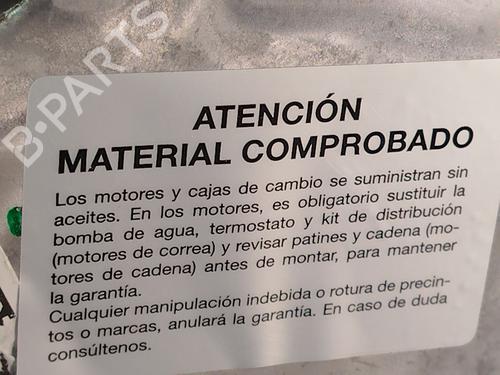 B-PARTS
ATENCIÓN
MATERIAL COMPROBADO
Los motores y cajas de cambio se suministran sin
aceites. En los motores, es obligatorio sustituir la
bomba de agua, termostato y kit de distribución
(motores de correa) y revisar patines y cadena (mo-
tores de cadena) antes de montar, para mantener
la garantía.
Cualquier manipulación indebida o rotura de precin-
tos o marcas, anulará la garantía. En caso de duda
consúltenos.